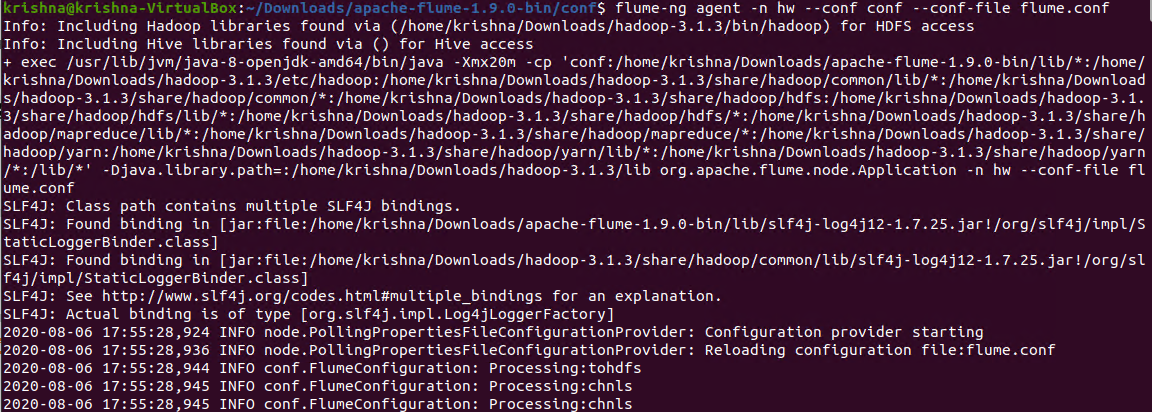 krishna@krishna-VirtualBox:~/Downloads/apache-flume-1.9.0-bin/conf$ flume-ng agent -n hw --conf conf --conf-file flume.conf
Info: Including Hadoop libraries found via (/home/krishna/Downloads/hadoop-3.1.3/bin/hadoop) for HDFS access
Info: Including Hive libraries found via () for Hive access
+ exec /usr/lib/jvm/java-8-openjdk-amd64/bin/java -Xmx20m -cp 'conf:/home/krishna/Downloads/apache-flume-1.9.0-bin/lib/*:/home/
krishna/Downloads/hadoop-3.1.3/etc/hadoop:/home/krishna/Downloads/hadoop-3.1.3/share/hadoop/common/lib/*:/home/krishna/Download
s/hadoop-3.1.3/share/hadoop/common/*:/home/krishna/Downloads/hadoop-3.1.3/share/hadoop/hdfs:/home/krishna/Downloads/hadoop-3.1.
3/share/hadoop/hdfs/lib/*:/home/krishna/Downloads/hadoop-3.1.3/share/hadoop/hdfs/*:/home/krishna/Downloads/hadoop-3.1.3/share/h
adoop/mapreduce/lib/*:/home/krishna/Downloads/hadoop-3.1.3/share/hadoop/mapreduce/*:/home/krishna/Downloads/hadoop-3.1.3/share/
hadoop/yarn:/home/krishna/Downloads/hadoop-3.1.3/share/hadoop/yarn/lib/*:/home/krishna/Downloads/hadoop-3.1.3/share/hadoop/yarn
/*:/lib/*' -Djava.library.path=:/home/krishna/Downloads/hadoop-3.1.3/lib org.apache.flume.node.Application -n hw --conf-file fl
ume.conf
SLF4J: Class path contains multiple SLF4J bindings.
SLF4J: Found binding in [jar:file:/home/krishna/Downloads/apache-flume-1.9.0-bin/lib/slf4j-log4j12-1.7.25.jar!/org/slf4j/impl/S
taticLoggerBinder.class]
SLF4J: Found binding in [jar:file:/home/krishna/Downloads/hadoop-3.1.3/share/hadoop/common/lib/slf4j-log4j12-1.7.25.jar!/org/sl
f4j/impl/StaticLoggerBinder.class]
SLF4J: See http://www.slf4j.org/codes.html#multiple_bindings for an explanation.
SLF4J: Actual binding is of type [org.slf4j.impl.Log4jLoggerFactory]
2020-08-06 17:55:28,924 INFO node.PollingPropertiesFileConfigurationProvider: Configuration provider starting
2020-08-06 17:55:28,936 INFO node.PollingPropertiesFileConfigurationProvider: Reloading configuration file:flume.conf
2020-08-06 17:55:28,944 INFO conf.FlumeConfiguration: Processing:tohdfs
2020-08-06 17:55:28,945 INFO conf.FlumeConfiguration: Processing:chnls
2020-08-06 17:55:28,945 INFO conf.FlumeConfiguration: Processing:chnls